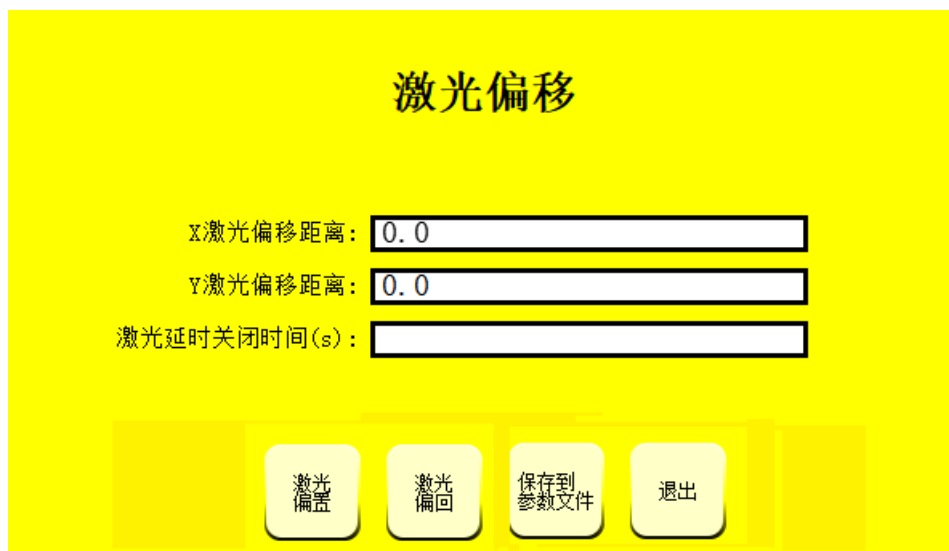 激光偏移
X激光偏移距离: 0.0
Y激光偏移距离: 0.0
激光延时关闭时间(s):
激光
偏置
激光
偏回
保存到
参数文件
退出